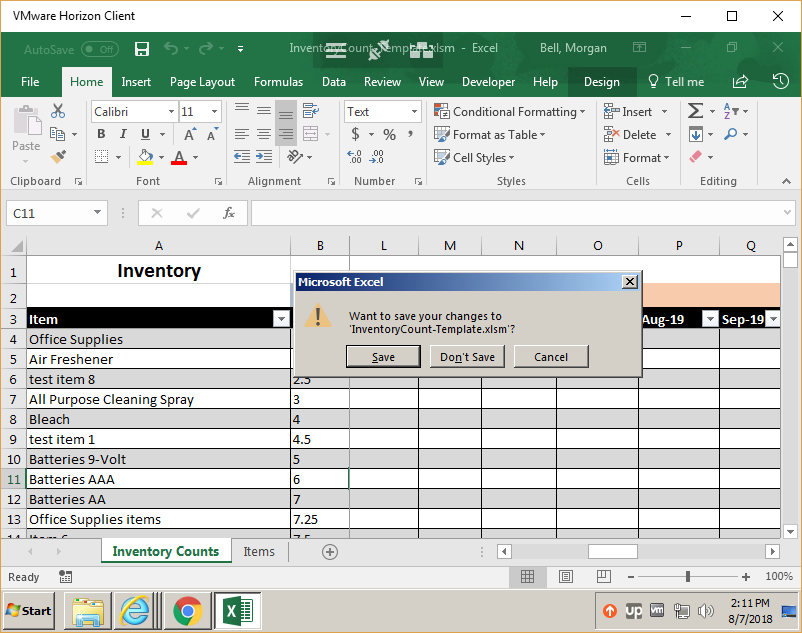 VMware Horizon Client
AutoSave Off InventoryCount-Template.xlsm - Excel Bell, Morgan
File Home Insert Page Layout Formulas Data Review View Developer Help Design Tell me
Calibri 11 Text Conditional Formatting Insert
Paste B I U A A $ % , Format as Table Delete
A Cell Styles Format
Clipboard Font Alignment Number Styles Cells Editing
C11 fx
A B L M N O P Q
1 Inventory
2
3 Item Aug-19 Sep-19
4 Office Supplies
5 Air Freshener
6 test item 8 2.5
7 All Purpose Cleaning Spray 3
8 Bleach 4
9 test item 1 4.5
10 Batteries 9-Volt 5
11 Batteries AAA 6
12 Batteries AA 7
13 Office Supplies items 7.25
Microsoft Excel
Want to save your changes to
'InventoryCount-Template.xlsm'?
Save Don't Save Cancel
Inventory Counts Items
Ready 100%
Start up vm 2:11 PM
8/7/2018